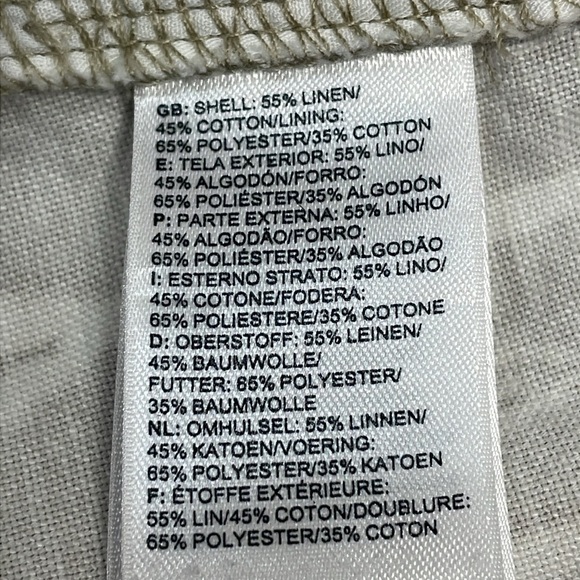 GB: SHELL: 55% LINEN/
45% COTTON/LINING:
65% POLYESTER/35% COTTON
E: TELA EXTERIOR: 55% LINO/
45% ALGODÓN/FORRO:
65% POLIÉSTER/35% ALGODÓN
P: PARTE EXTERNA: 55% LINHO/
45% ALGODÃO/FORRO:
65% POLIÉSTER/35% ALGODÃO
I: ESTERNO STRATO: 55% LINO/
45% COTONE/FODERA:
65% POLIESTERE/35% COTONE
D: OBERSTOFF: 55% LEINEN/
45% BAUMWOLLE/
FUTTER: 65% POLYESTER/
35% BAUMWOLLE
NL: OMHULSEL: 55% LINNEN/
45% KATOEN/VOERING:
65% POLYESTER/35% KATOEN
F: ÉTOFFE EXTÉRIEURE:
55% LIN/45% COTON/DOUBLURE:
65% POLYESTER/35% COTON